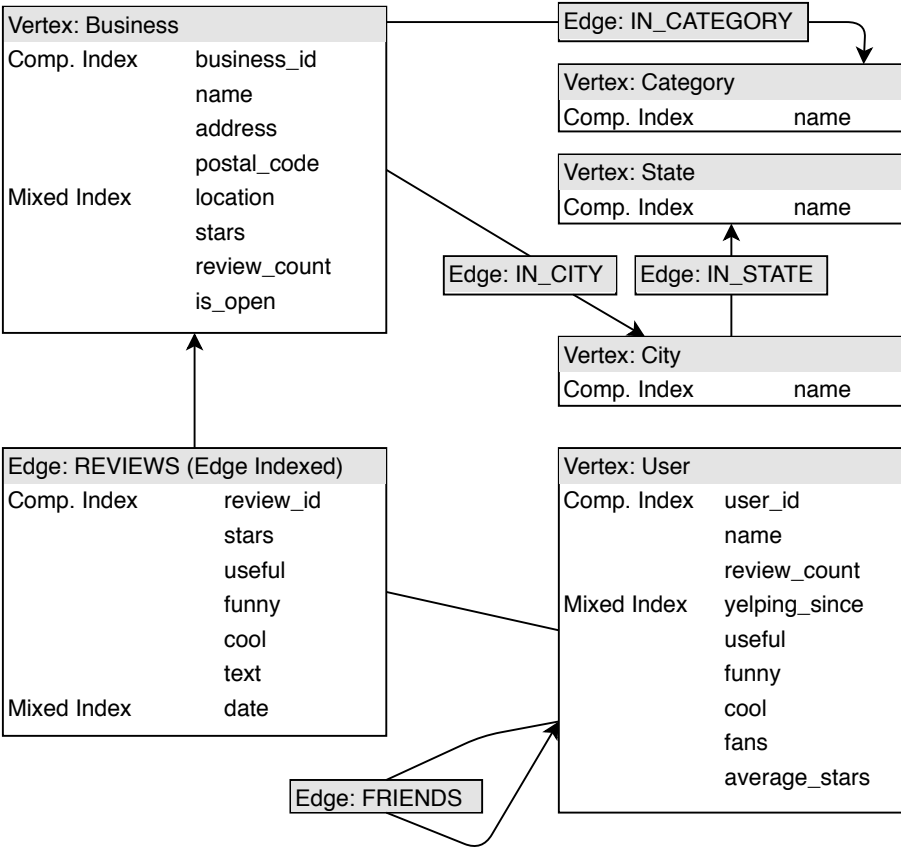 Vertex: Business
Comp. Index business_id
name
address
postal_code
Mixed Index location
stars
review_count
is_open
Edge: IN_CATEGORY
Vertex: Category
Comp. Index name
Vertex: State
Comp. Index name
Edge: IN_CITY
Edge: IN_STATE
Vertex: City
Comp. Index name
Edge: REVIEWS (Edge Indexed)
Comp. Index review_id
stars
useful
funny
cool
text
Mixed Index date
Vertex: User
Comp. Index user_id
name
review_count
Mixed Index yelping_since
useful
funny
cool
fans
average_stars
Edge: FRIENDS